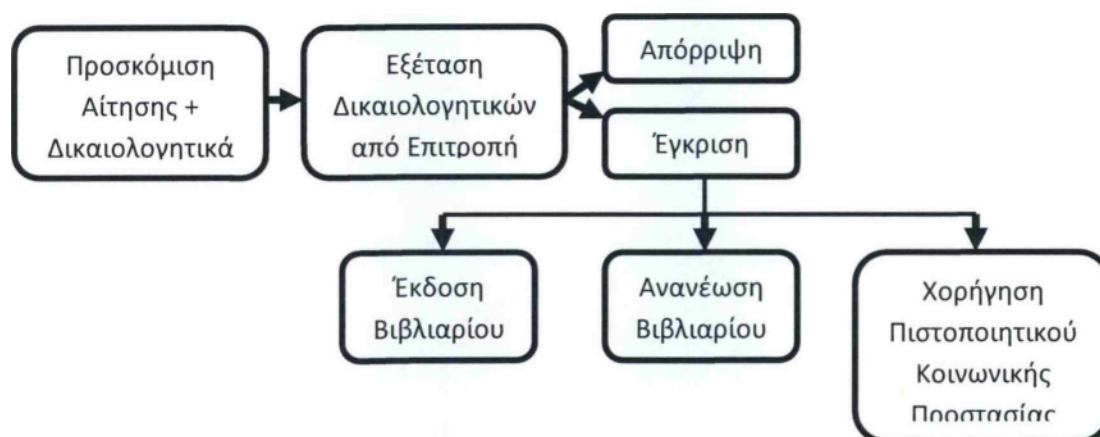 Προσκόμιση
Αίτησης +
Δικαιολογητικά
Εξέταση
Δικαιολογητικών
από Επιτροπή
Απόρριψη
Έγκριση
Έκδοση
Βιβλιαρίου
Ανανέωση
Βιβλιαρίου
Χορήγηση
Πιστοποιητικού
Κοινωνικής
Προστασίας